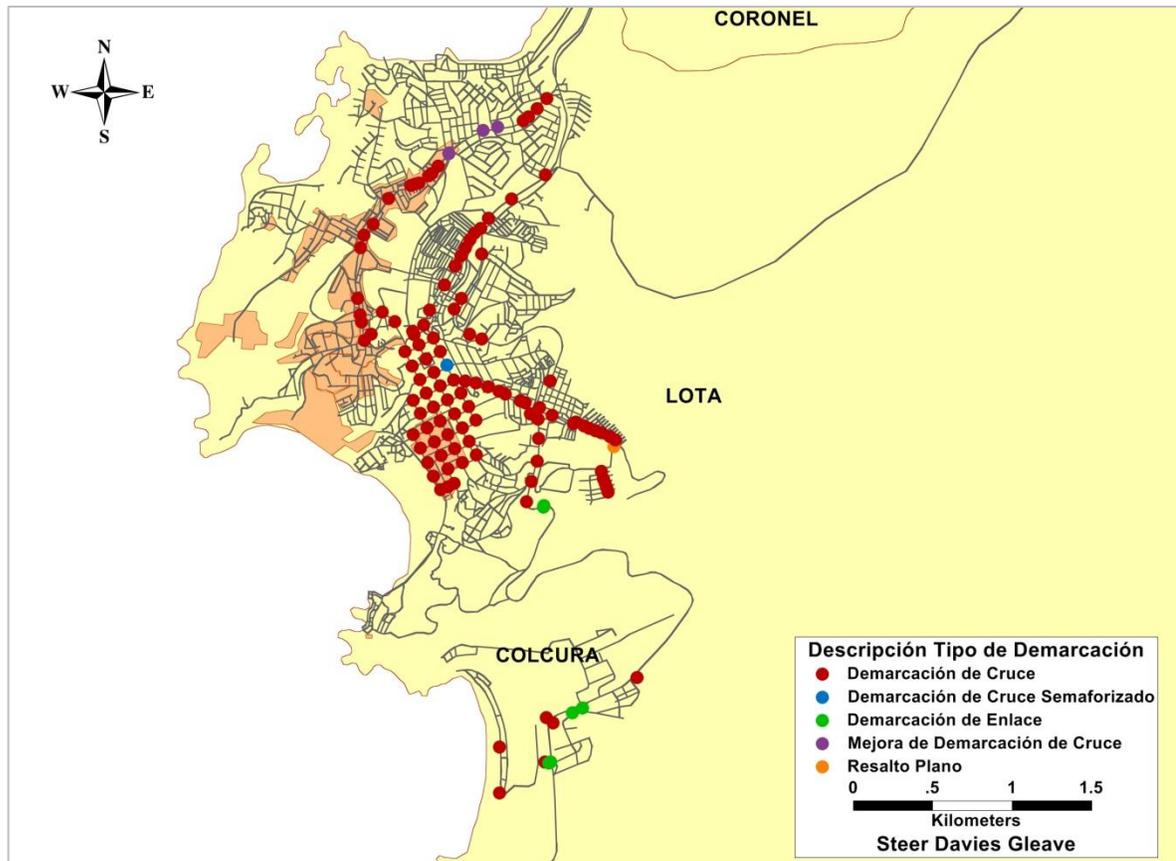 CORONEL
N
W E
S
LOTA
COLCURA
Descripción Tipo de Demarcación
Demarcación de Cruce
Demarcación de Cruce Semaforizado
Demarcación de Enlace
Mejora de Demarcación de Cruce
Resalto Plano
0 .5 1 1.5
Kilometers
Steer Davies Gleave